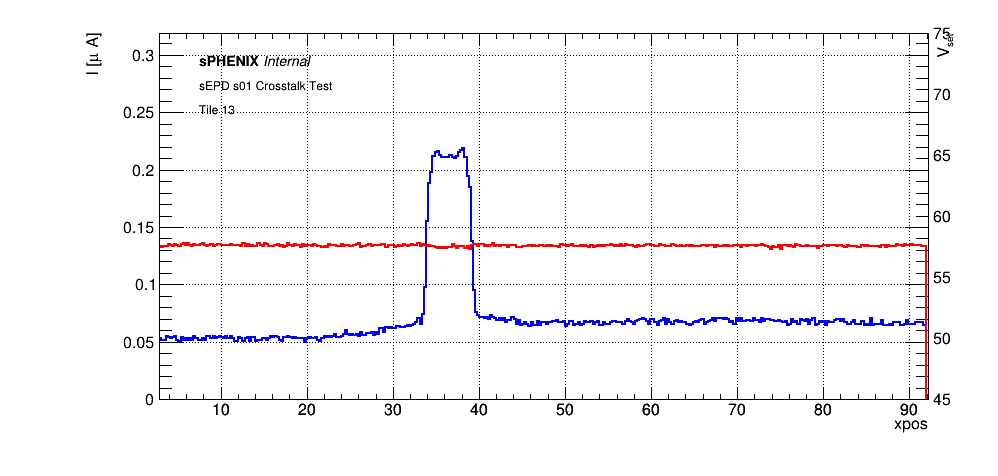 I [μ A]
0.3
0.25
0.2
0.15
0.1
0.05
0
sPHENIX Internal
sEPD s01 Crosstalk Test
Tile 13
75
V set
70
65
60
55
50
45
10 20 30 40 50 60 70 80 90
xpos